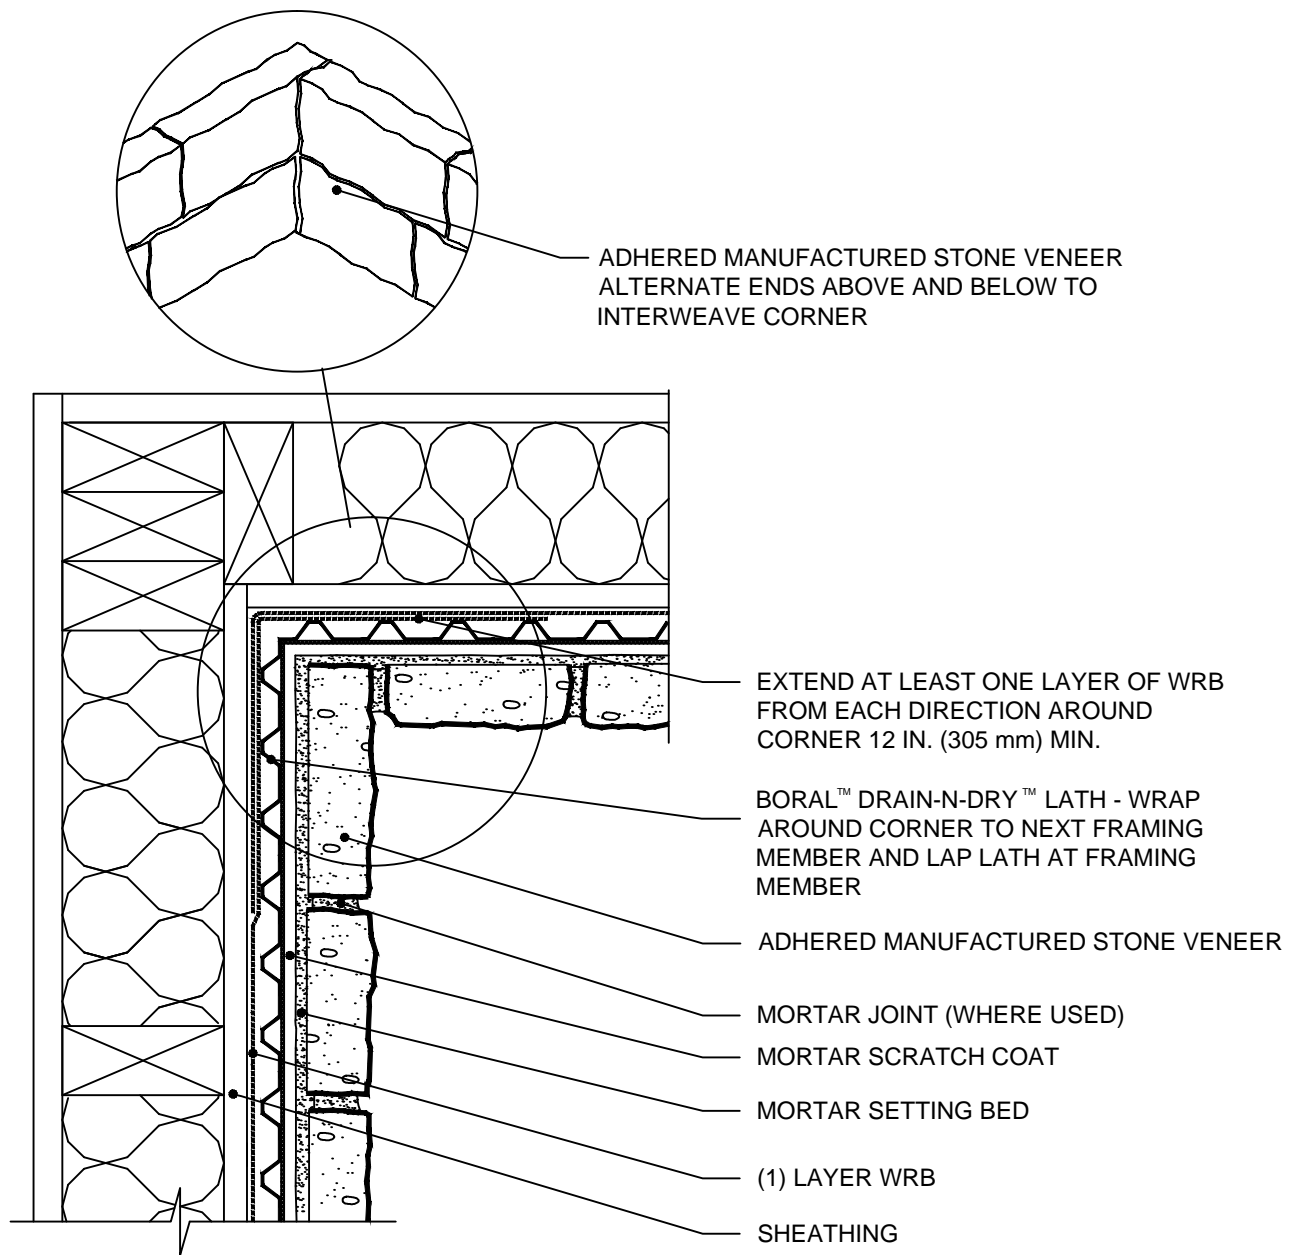 ADHERED MANUFACTURED STONE VENEER
ALTERNATE ENDS ABOVE AND BELOW TO
INTERWEAVE CORNER
EXTEND AT LEAST ONE LAYER OF WRB
FROM EACH DIRECTION AROUND
CORNER 12 IN. (305 mm) MIN.
BORAL™ DRAIN-N-DRY™ LATH - WRAP
AROUND CORNER TO NEXT FRAMING
MEMBER AND LAP LATH AT FRAMING
MEMBER
ADHERED MANUFACTURED STONE VENEER
MORTAR JOINT (WHERE USED)
MORTAR SCRATCH COAT
MORTAR SETTING BED
(1) LAYER WRB
SHEATHING